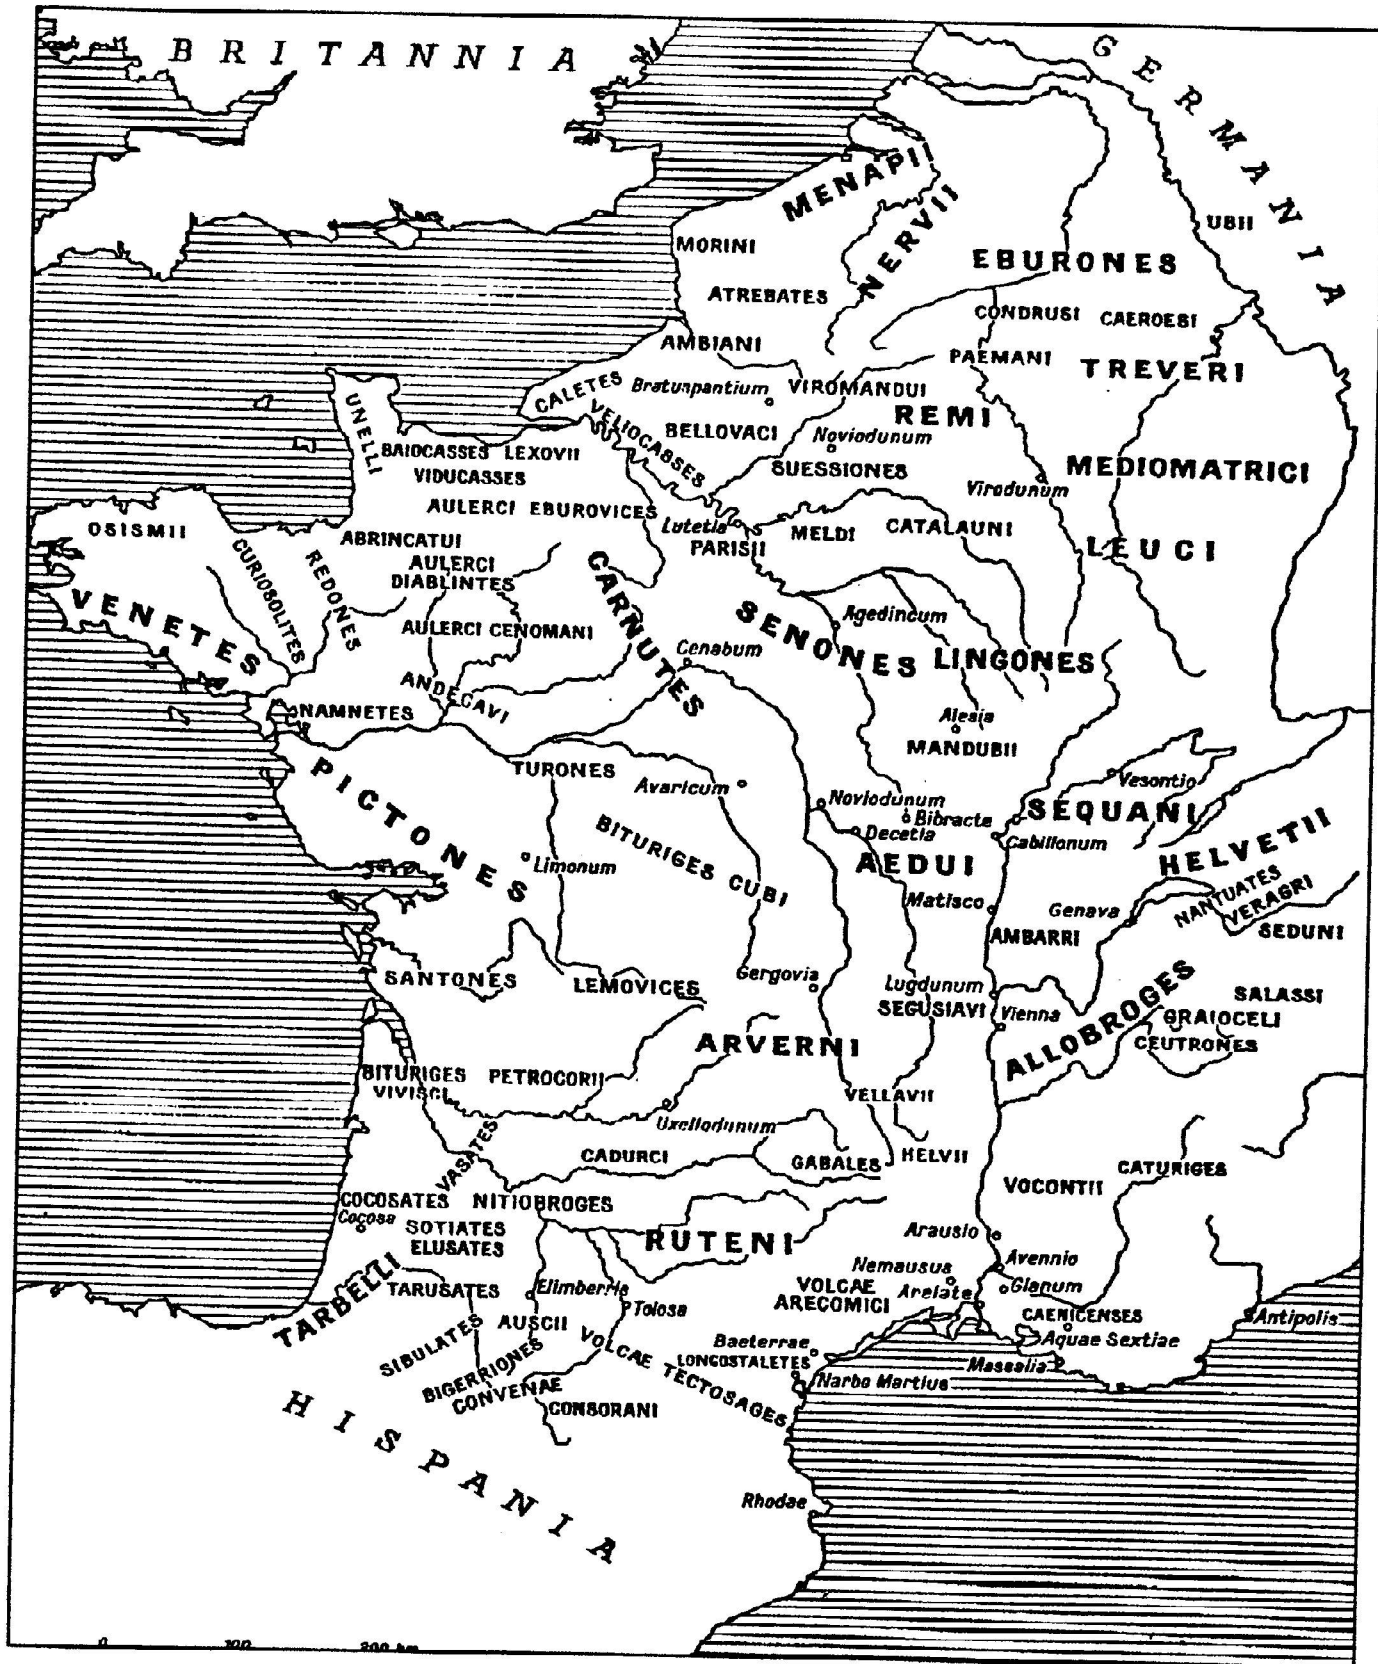 BRITANNIA
GERMANIA
MENAPII
NERVII
UBII
MORINI
EBURONES
ATREBATES
CONDRUSI
CAEROESI
AMBIANI
PAEMANI
TREVERI
CALETES
Bratuspantium
VIROMANDUI
REMI
UNELLI
VELIOCASSES
BELLOVACI
Noviodunum
BAIOCASSES
LEXOVII
SUESSIONES
MEDIOMATRICI
VIDUCASSES
Virodunum
AULERCI EBUROVICES
OSISMII
Lutetia
PARISII
MELDI
CATALAUNI
LEUCI
CURIOSOLITES
REDONES
ABRINCATUI
AULERCI
DIABLINTES
CARNUTES
VENETES
AULERCI CENOMANI
SENONES
Agedincum
LINGONES
Cenabum
ANDECAVI
NAMNETES
Alesia
MANDUBII
PICTONES
TURONES
Avaricum
Vesontio
Noviodunum
Bibracte
SEQUANI
Decetia
Cabillonum
BITURIGES CUBI
HELVETII
Limonum
AEDUI
NANTUATES
VERAGRI
Matisco
Genava
SEDUNI
AMBARRI
SANTONES
LEMOVICES
Gergovia
Lugdunum
SEGUSIAVI
Vienna
ALLOBROGES
SALASSI
GRAIOCELI
CEUTRONES
ARVERNI
BITURIGES
VIVISCI
PETROCORII
VELLAVII
Uxellodunum
VASATES
CADURCI
GABALES
HELVII
CATURIGES
VOCONTII
COCOSATES
NITIOBROGES
Cocosa
SOTIATES
ELUSATES
RUTENI
Arausio
Avennio
TARBELLI
TARUSATES
Elimberris
Nemausus
Glanum
VOLCAE
ARECOMICI
Arelate
Tolosa
CAENICENSES
Antipolis
AUSCII
SIBULATES
VOLCAE TECTOSAGES
Aquae Sextiae
Baeterrae
LONGOSTALETES
Massalia
BIGERRIONES
CONVENAE
Narbo Martius
CONSORANI
HISPANIA
Rhodae
0 100 200 km